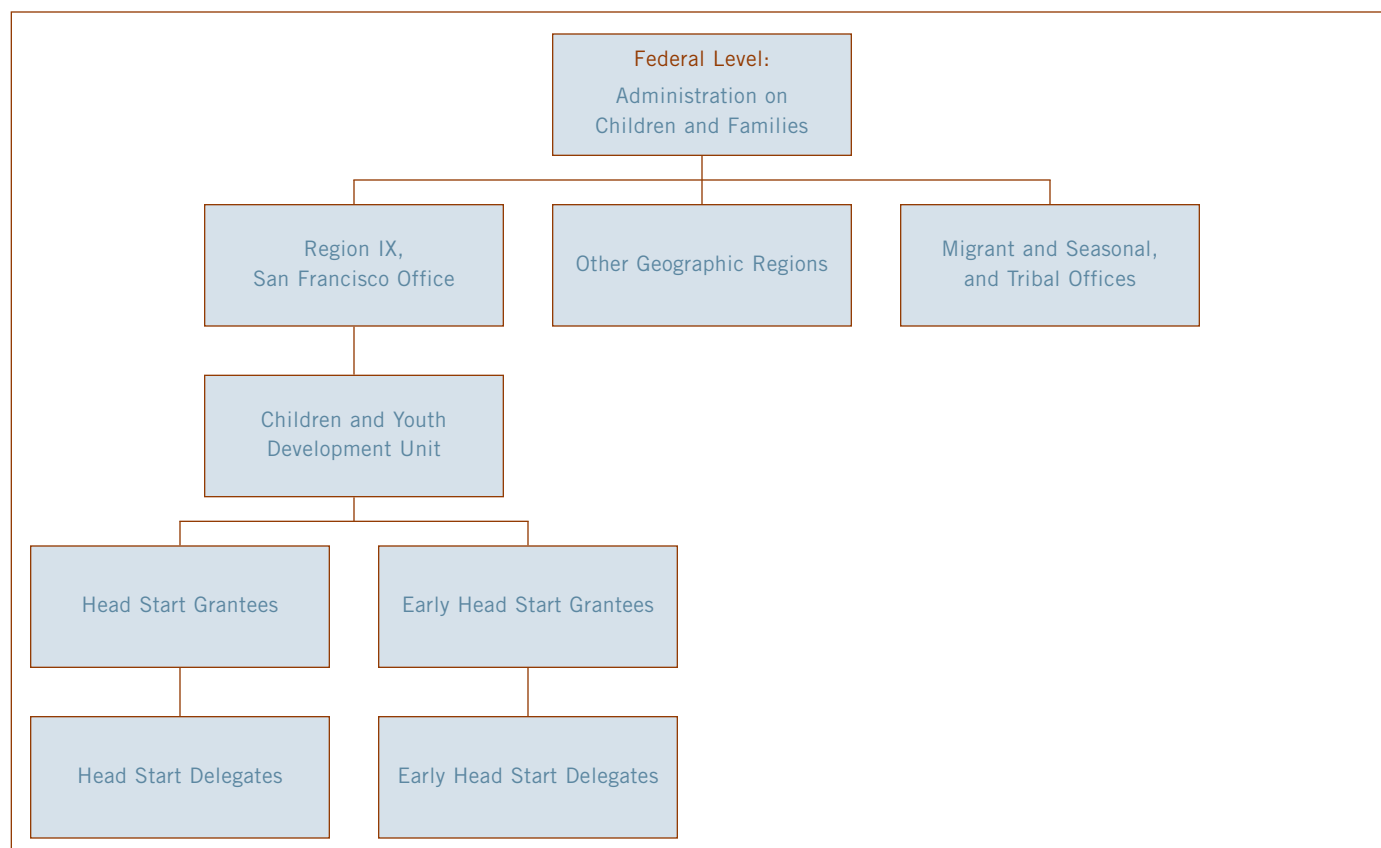 Federal Level:
Administration on
Children and Families
Region IX,
San Francisco Office
Other Geographic Regions
Migrant and Seasonal,
and Tribal Offices
Children and Youth
Development Unit
Head Start Grantees
Early Head Start Grantees
Head Start Delegates
Early Head Start Delegates